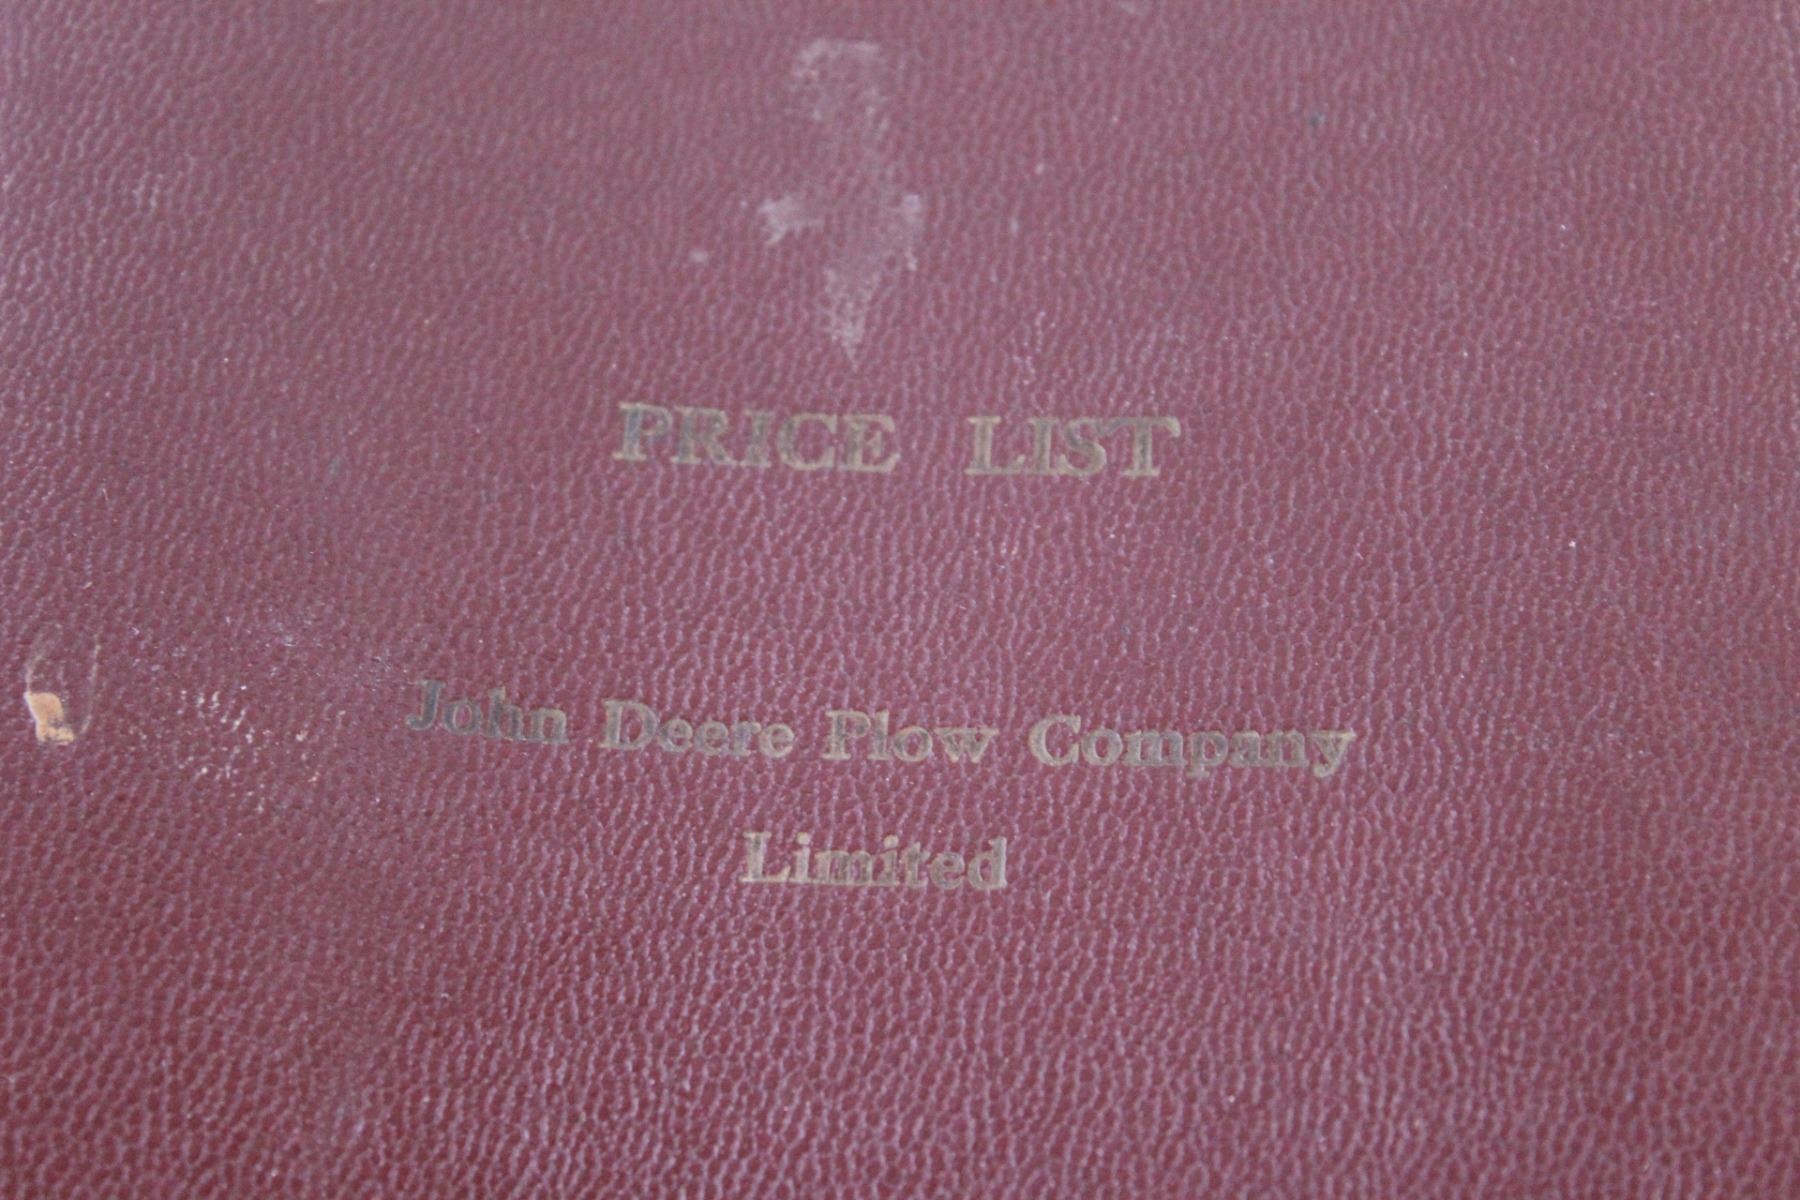 PRICE LIST
John Deere Plow Company
Limited